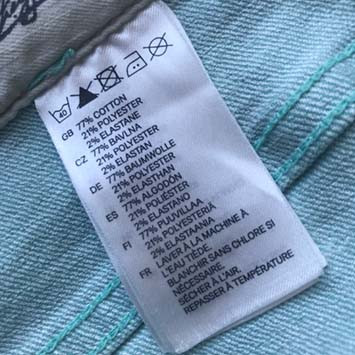 40
GB 77% COTTON
21% POLYESTER
2% ELASTANE
CZ 77% BAVLNA
21% POLYESTER
2% ELASTAN
DE 77% BAUMWOLLE
21% POLYESTER
2% ELASTHAN
ES 77% ALGODÓN
21% POLIÉSTER
2% ELASTANO
FI 77% PUUVILLAA
21% POLYESTERIÄ
2% ELASTAANIA
FR LAVER À LA MACHINE À
L'EAU TIÈDE.
BLANCHIR SANS CHLORE SI
NÉCESSAIRE.
SÉCHER À L'AIR.
REPASSER À TEMPÉRATURE